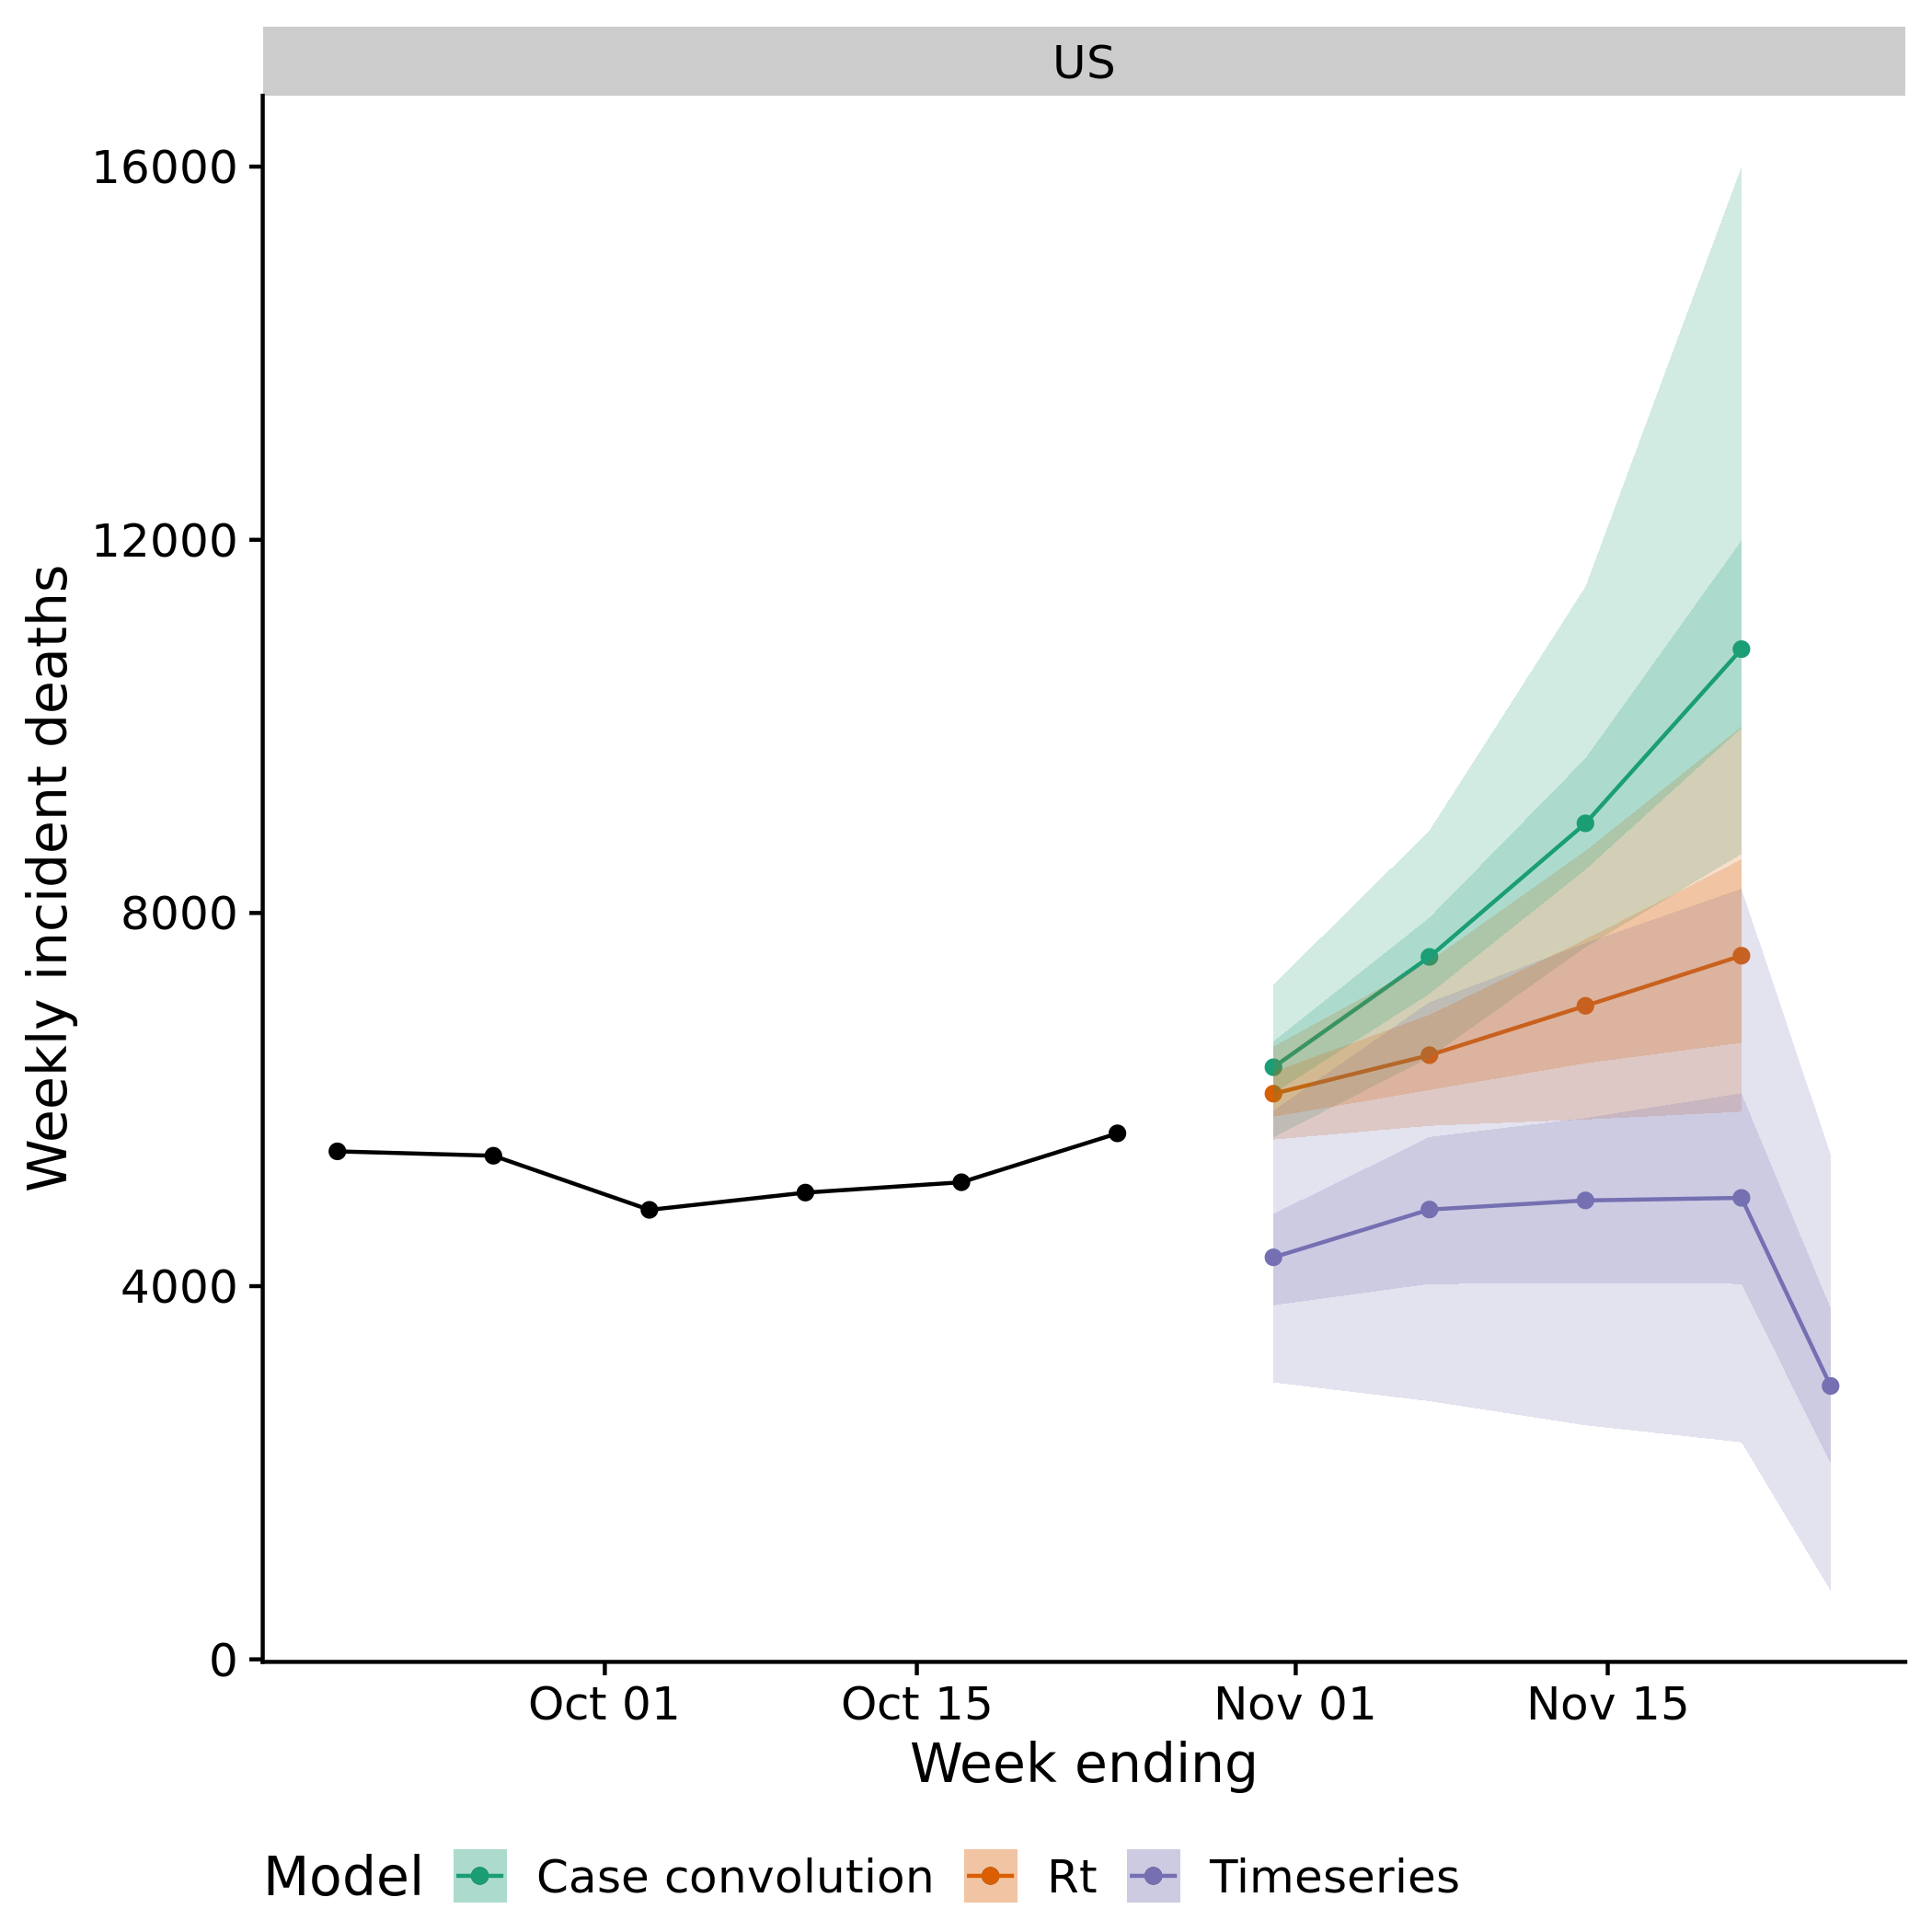 US
Weekly incident deaths
16000
12000
8000
4000
0
Oct 01 Oct 15 Nov 01 Nov 15
Week ending
Model Case convolution Rt Timeseries